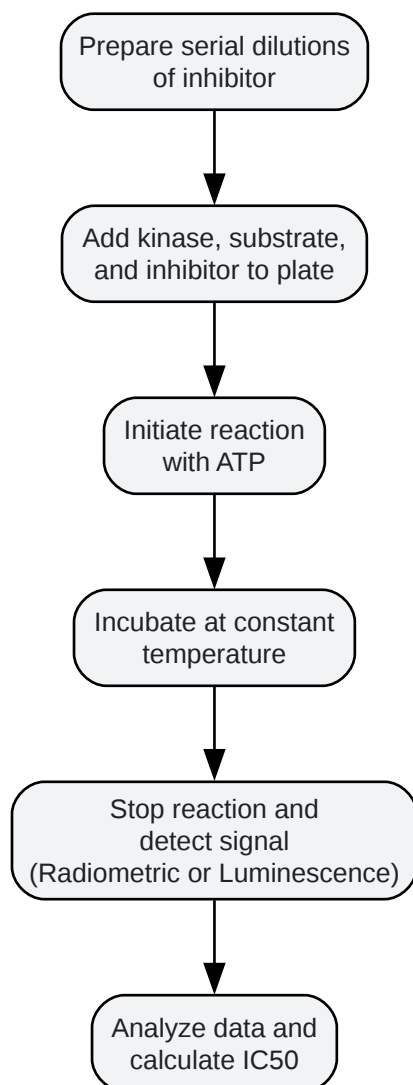 Prepare serial dilutions
of inhibitor
Add kinase, substrate,
and inhibitor to plate
Initiate reaction
with ATP
Incubate at constant
temperature
Stop reaction and
detect signal
(Radiometric or Luminescence)
Analyze data and
calculate IC50